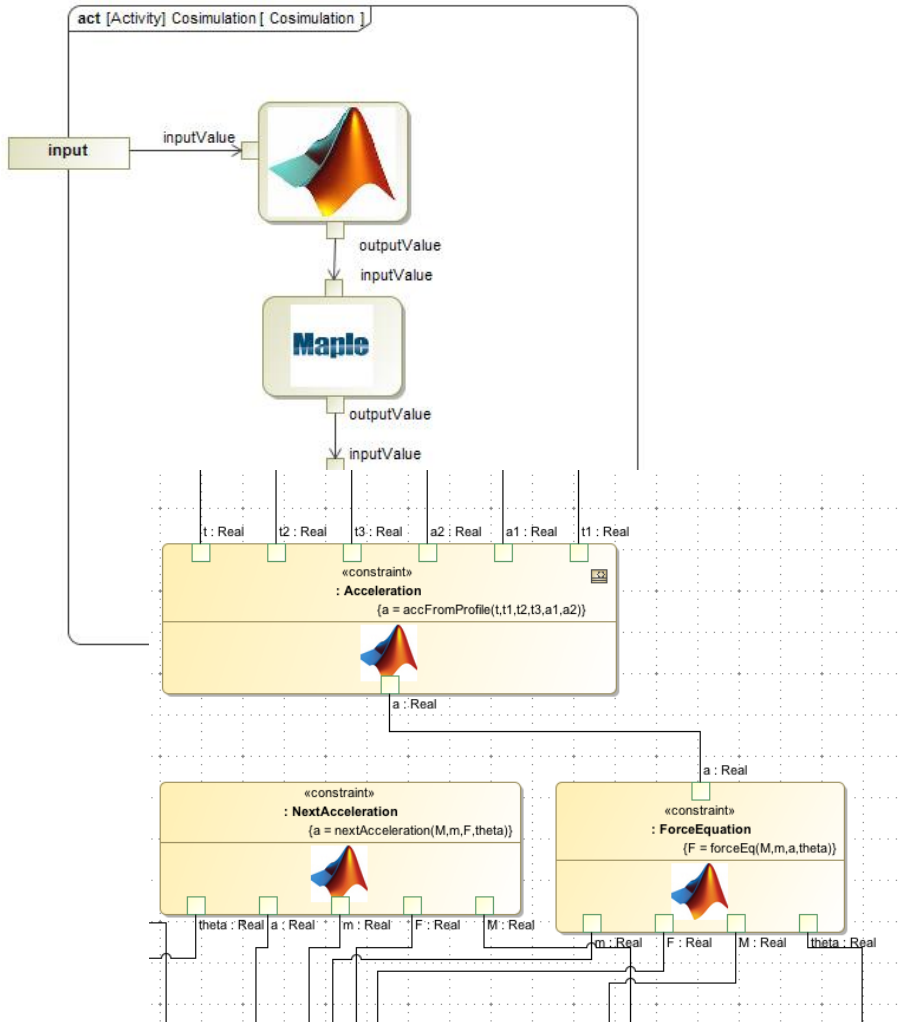 act [Activity] Cosimulation [ Cosimulation ]
input
inputValue
outputValue
inputValue
Maple
outputValue
inputValue
t : Real
t2 : Real
t3 : Real
a2 : Real
a1 : Real
t1 : Real
«constraint»
: Acceleration
{a = accFromProfile(t,t1,t2,t3,a1,a2)}
a : Real
a : Real
«constraint»
: NextAcceleration
{a = nextAcceleration(M,m,F,theta)}
«constraint»
: ForceEquation
{F = forceEq(M,m,a,theta)}
theta : Real
a : Real
m : Real
F : Real
M : Real
m : Real
F : Real
M : Real
theta : Real